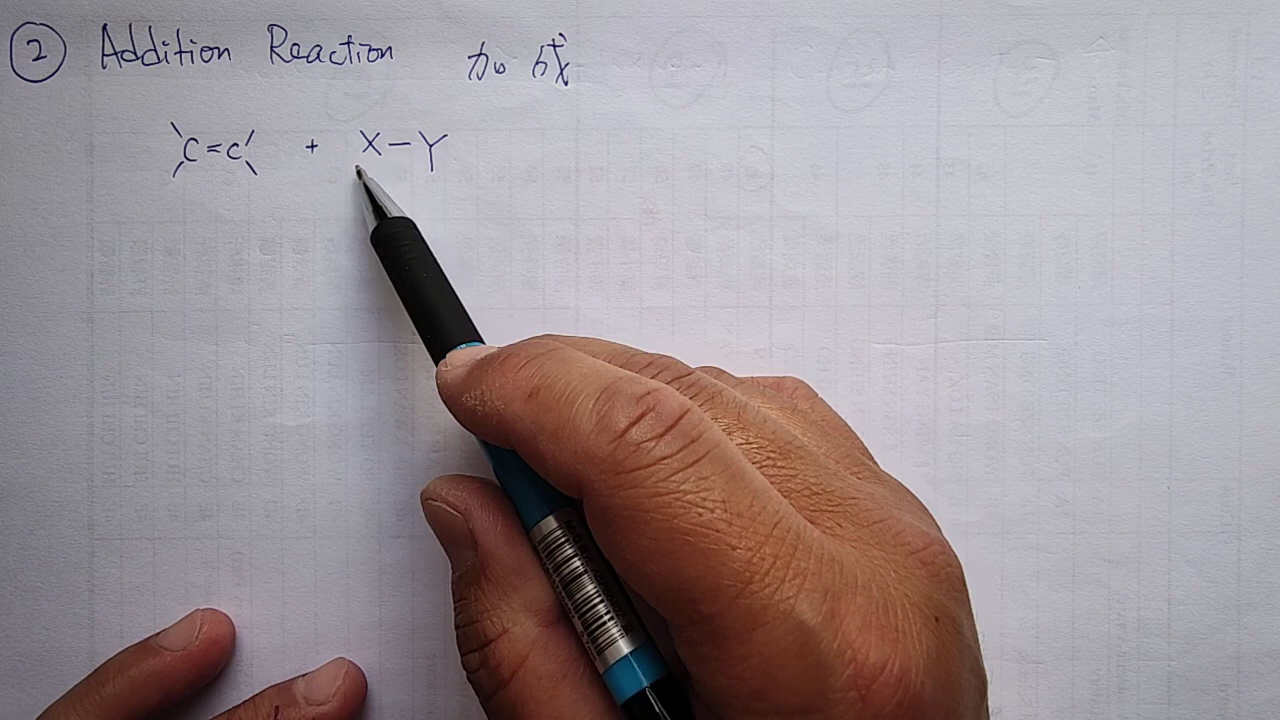 ② Addition Reaction 加成
C=C + X-Y